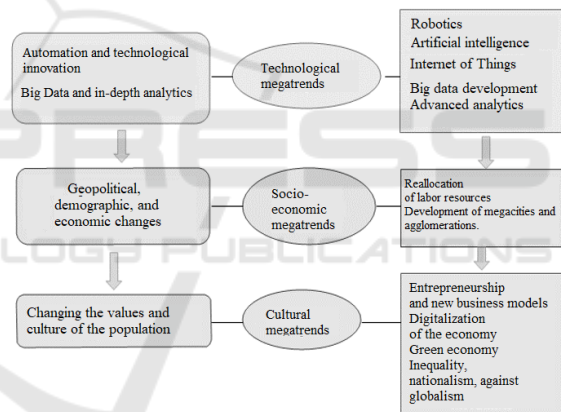 Automation and technological
innovation
Big Data and in-depth analytics
Technological
megatrends
Robotics
Artificial intelligence
Internet of Things
Big data development
Advanced analytics
Geopolitical,
demographic, and
economic changes
Socio-
economic
megatrends
Reallocation
of labor resources
Development of megacities and
agglomerations.
Changing the values and
culture of the population
Cultural
megatrends
Entrepreneurship
and new business models
Digitalization
of the economy
Green economy
Inequality,
nationalism, against
globalism
PRESS
LOGY PUBLICATIONS